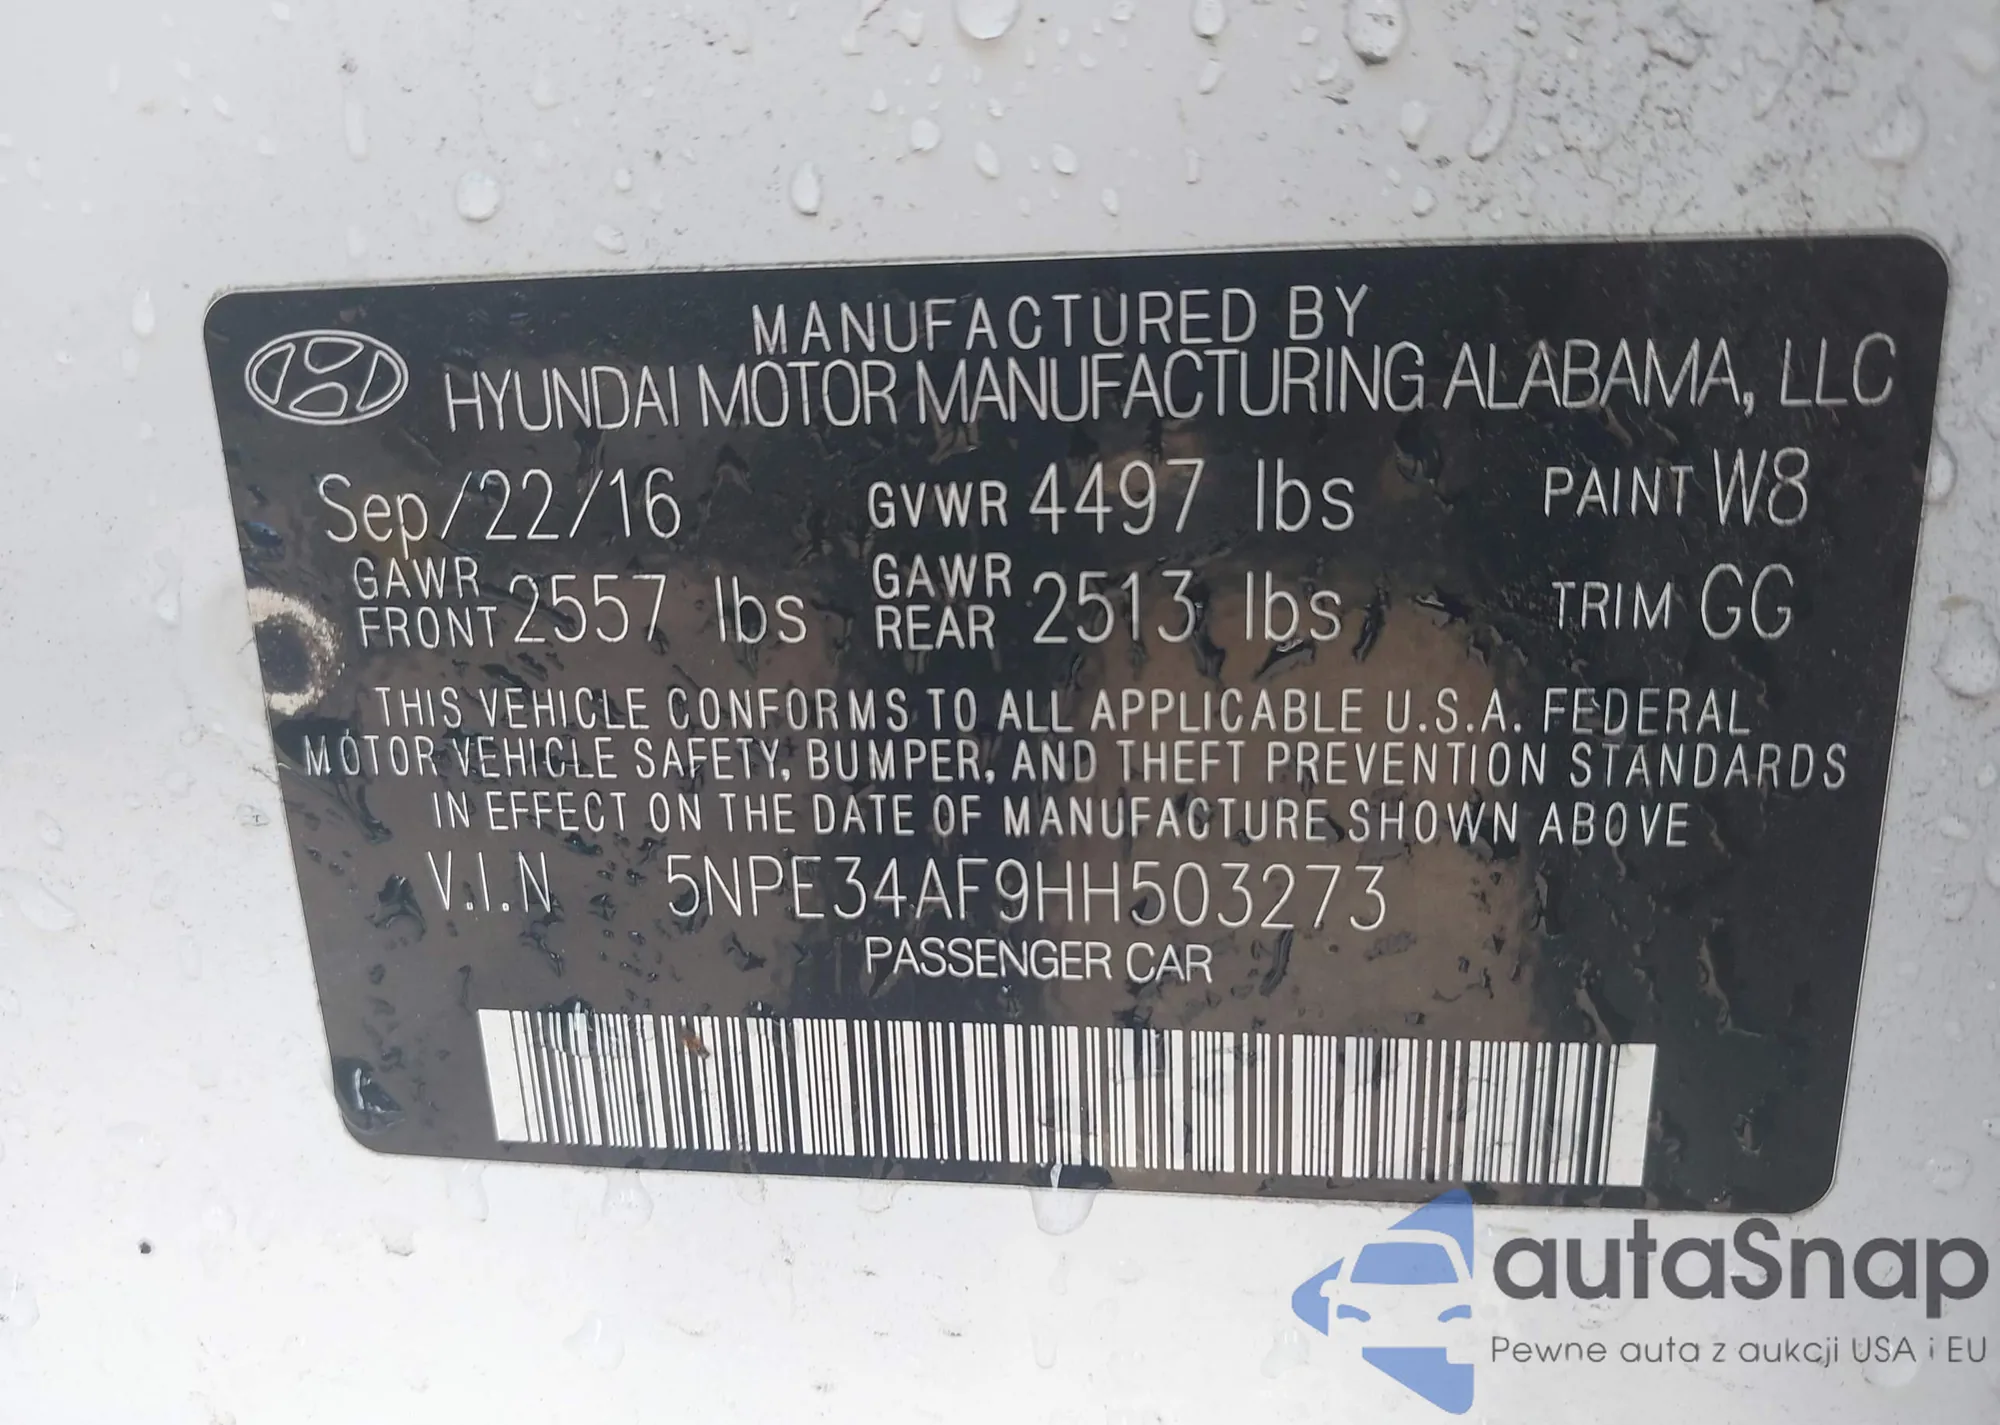 MANUFACTURED BY
HYUNDAI MOTOR MANUFACTURING ALABAMA, LLC
Sep/22/16 GVWR 4497 lbs PAINT W8
GAWR FRONT 2557 lbs GAWR REAR 2513 lbs TRIM GG
THIS VEHICLE CONFORMS TO ALL APPLICABLE U.S.A. FEDERAL
MOTOR VEHICLE SAFETY, BUMPER, AND THEFT PREVENTION STANDARDS
IN EFFECT ON THE DATE OF MANUFACTURE SHOWN ABOVE
V.I.N 5NPE34AF9HH503273
PASSENGER CAR
autaSnap
Pewne auta z aukcji USA i EU